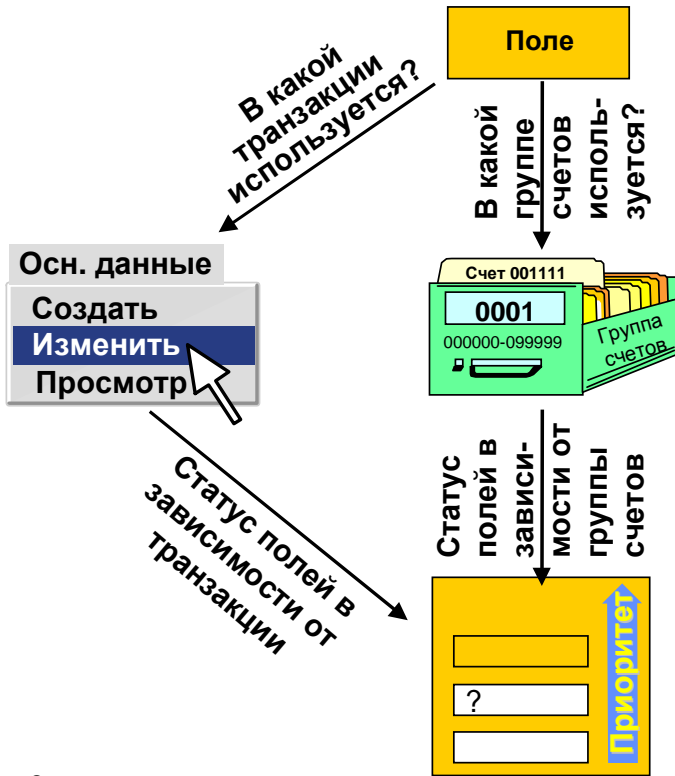 Поле
В какой
транзакции
используется?
В какой
группе
счетов
исполь-
зуется?
Осн. данные
Создать
Изменить
Просмотр
Счет 001111
0001
000000-099999
Группа
счетов
Статус полей в
зависимости от
транзакции
Статус
полей в
зависи-
мости от
группы
счетов
?
Приоритет